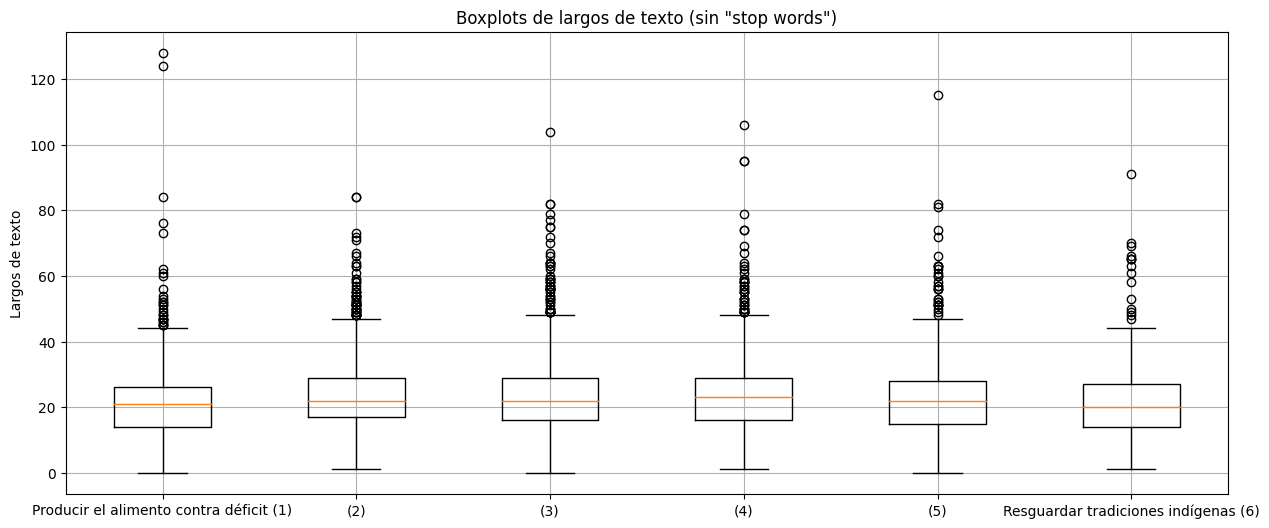 Boxplots de largos de texto (sin "stop words")
Largos de texto
120
100
80
60
40
20
0
Producir el alimento contra déficit (1) (2) (3) (4) (5) Resguardar tradiciones indígenas (6)